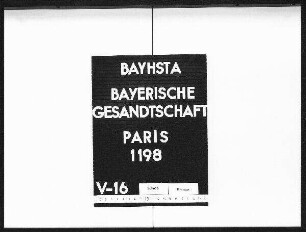 BAYHSTA
BAYERISCHE
GESANDTSCHAFT
PARIS
1198
V-16